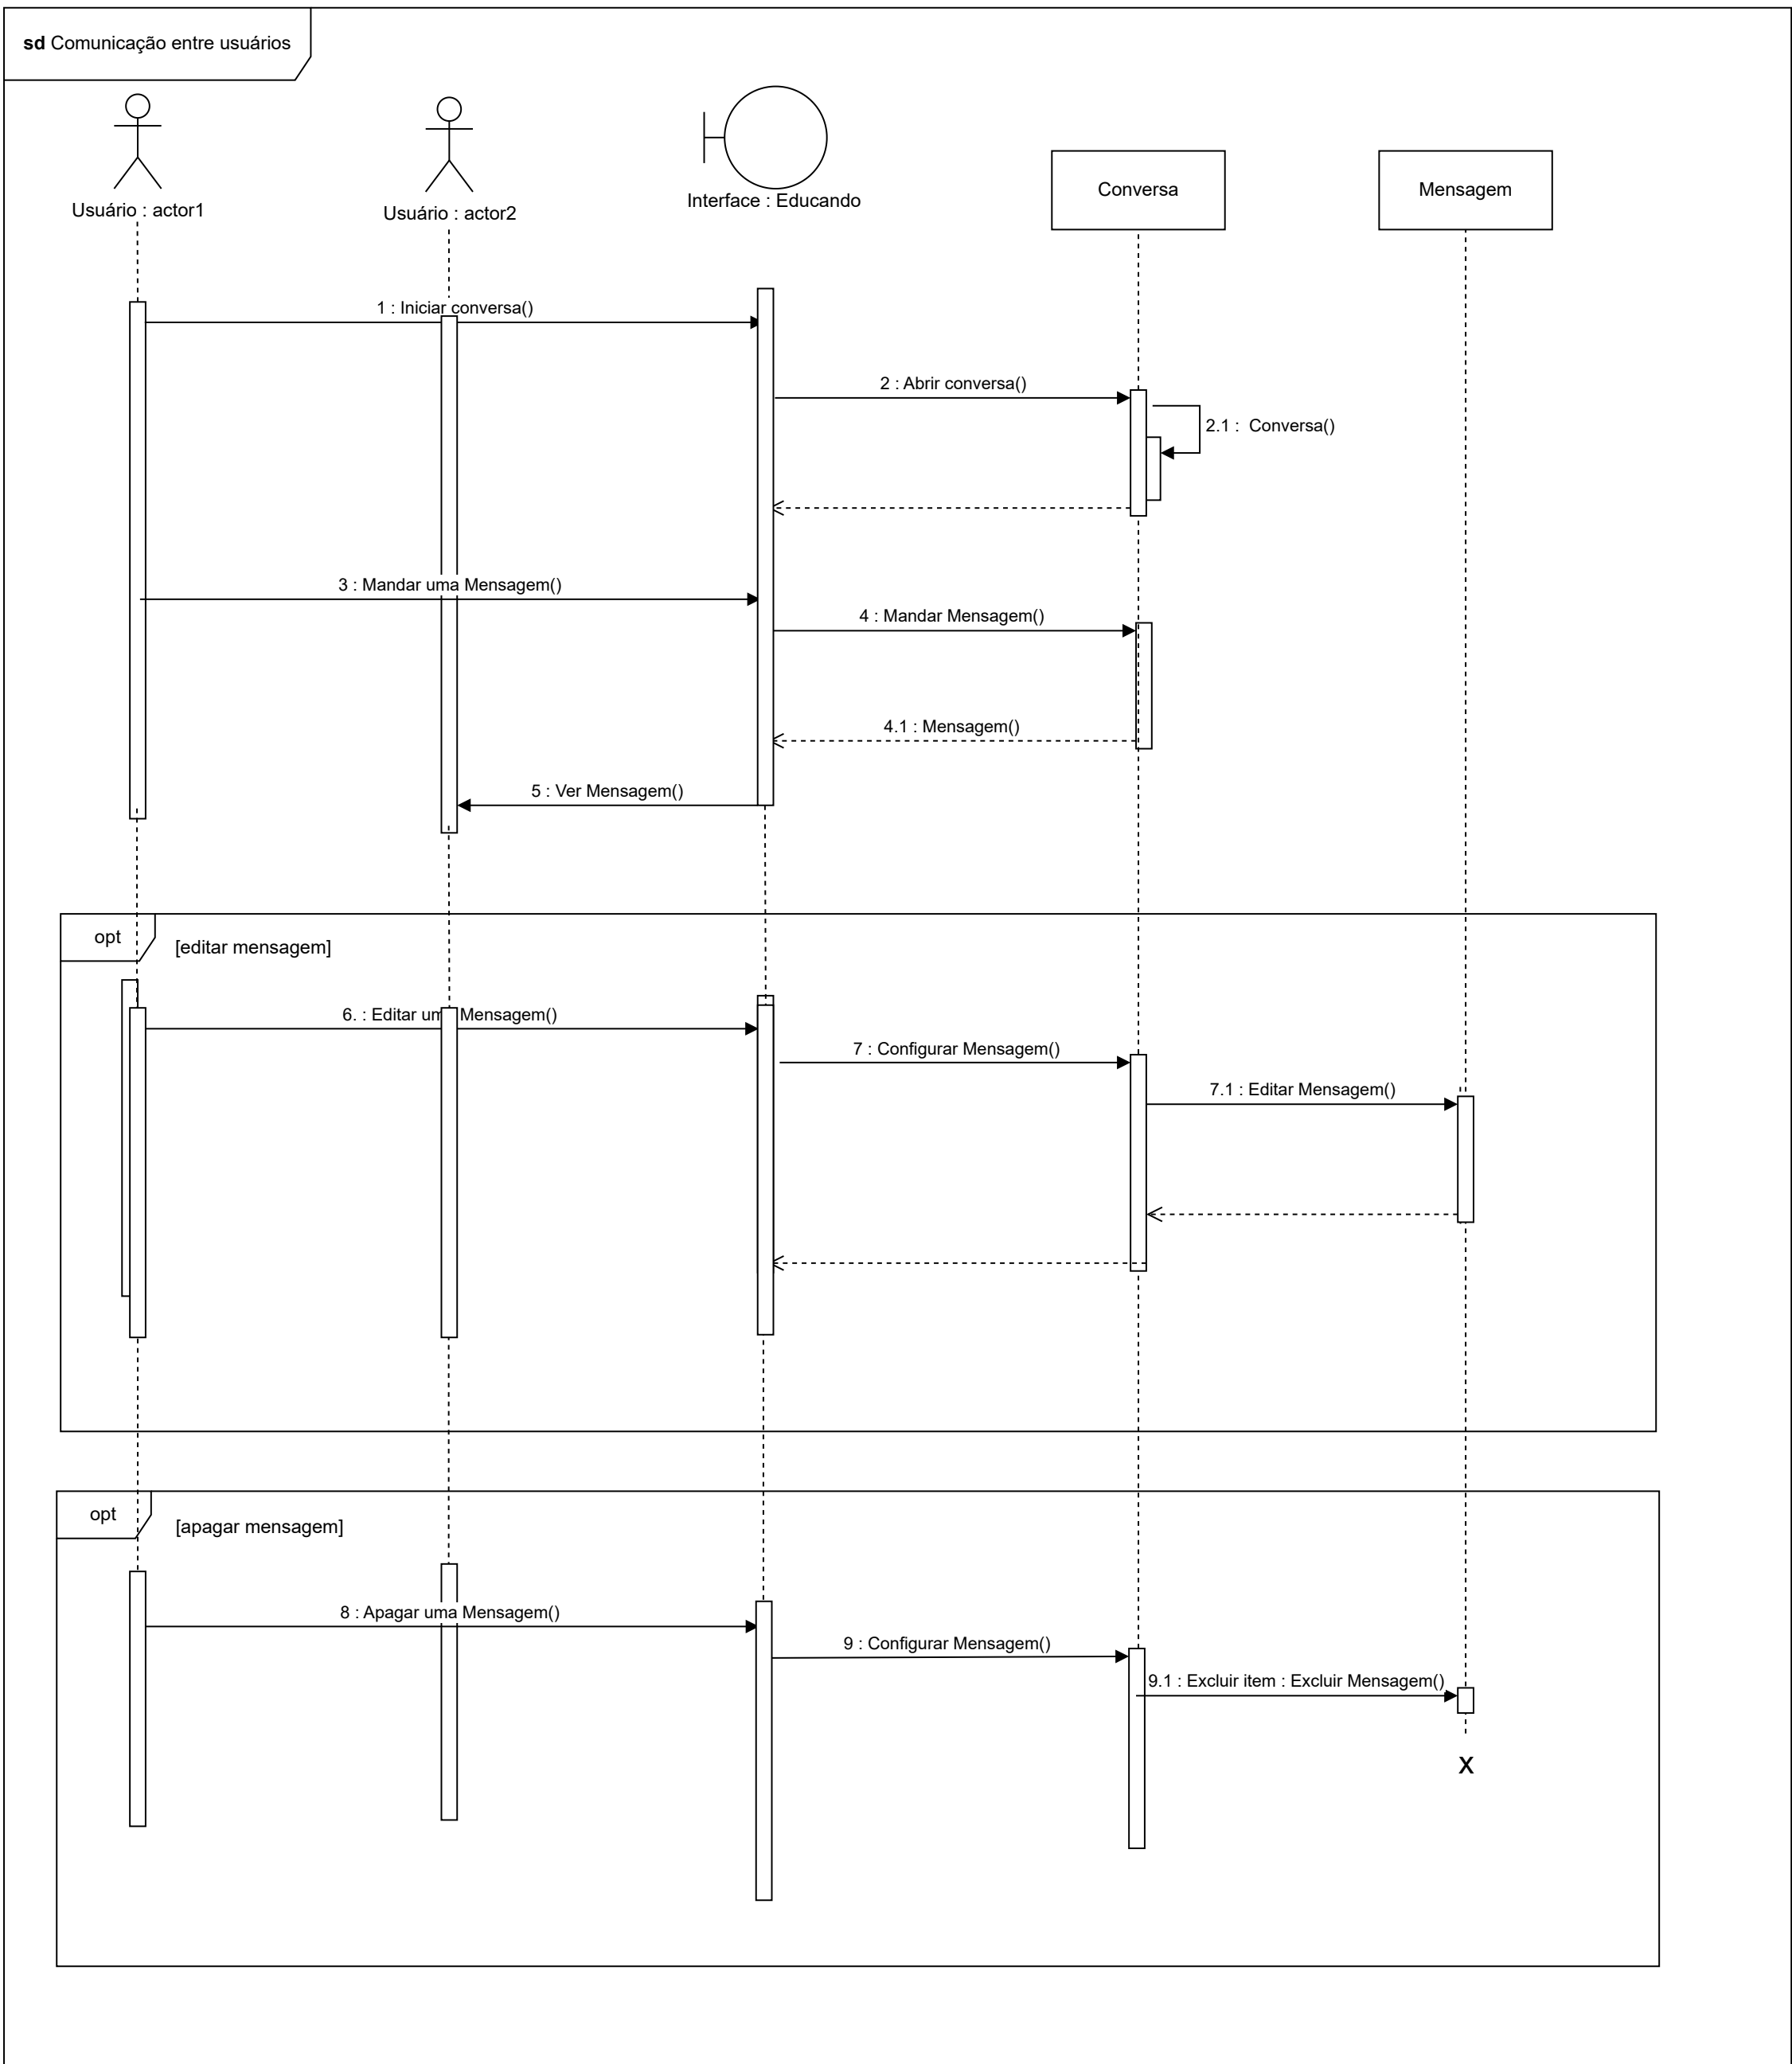 sd Comunicação entre usuários
Usuário : actor1
Usuário : actor2
Interface : Educando
Conversa
Mensagem
1 : Iniciar conversa()
2 : Abrir conversa()
2.1 :  Conversa()
3 : Mandar uma Mensagem()
4 : Mandar Mensagem()
4.1 : Mensagem()
5 : Ver Mensagem()
opt
[editar mensagem]
6. : Editar uma Mensagem()
7 : Configurar Mensagem()
7.1 : Editar Mensagem()
opt
[apagar mensagem]
8 : Apagar uma Mensagem()
9 : Configurar Mensagem()
9.1 : Excluir item : Excluir Mensagem()
X